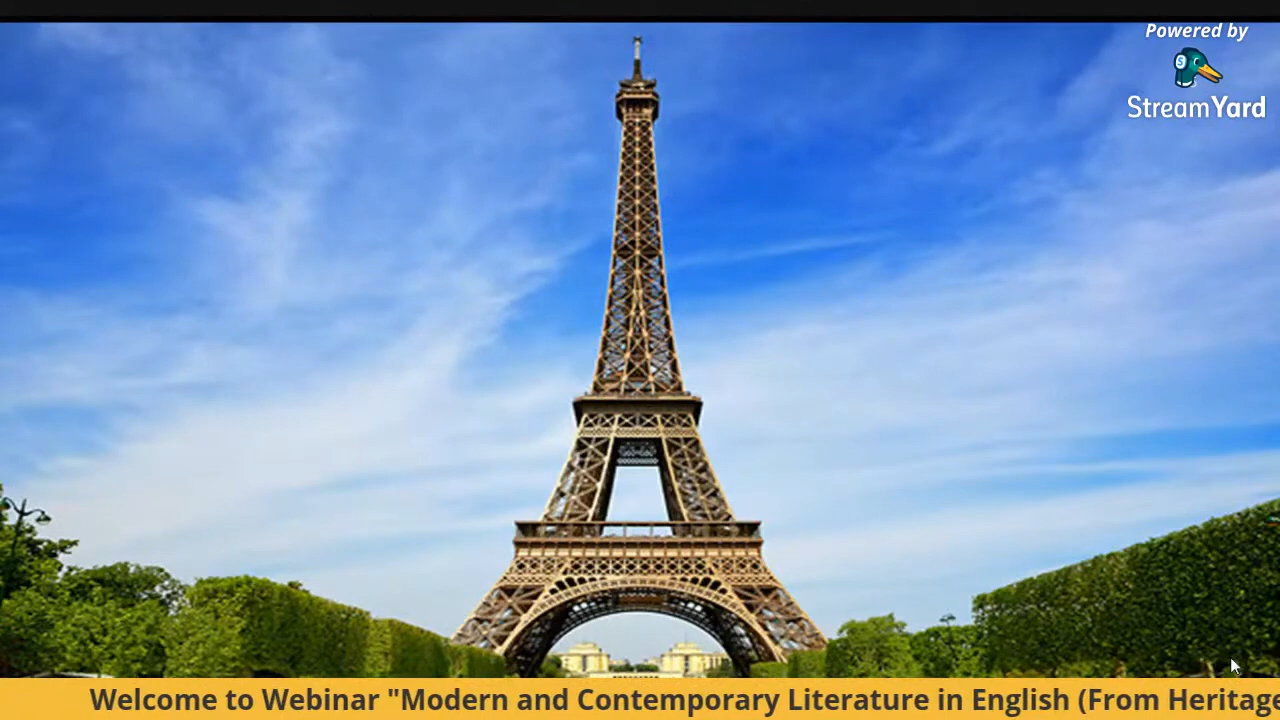 Powered by
StreamYard
Welcome to Webinar "Modern and Contemporary Literature in English (From Heritage